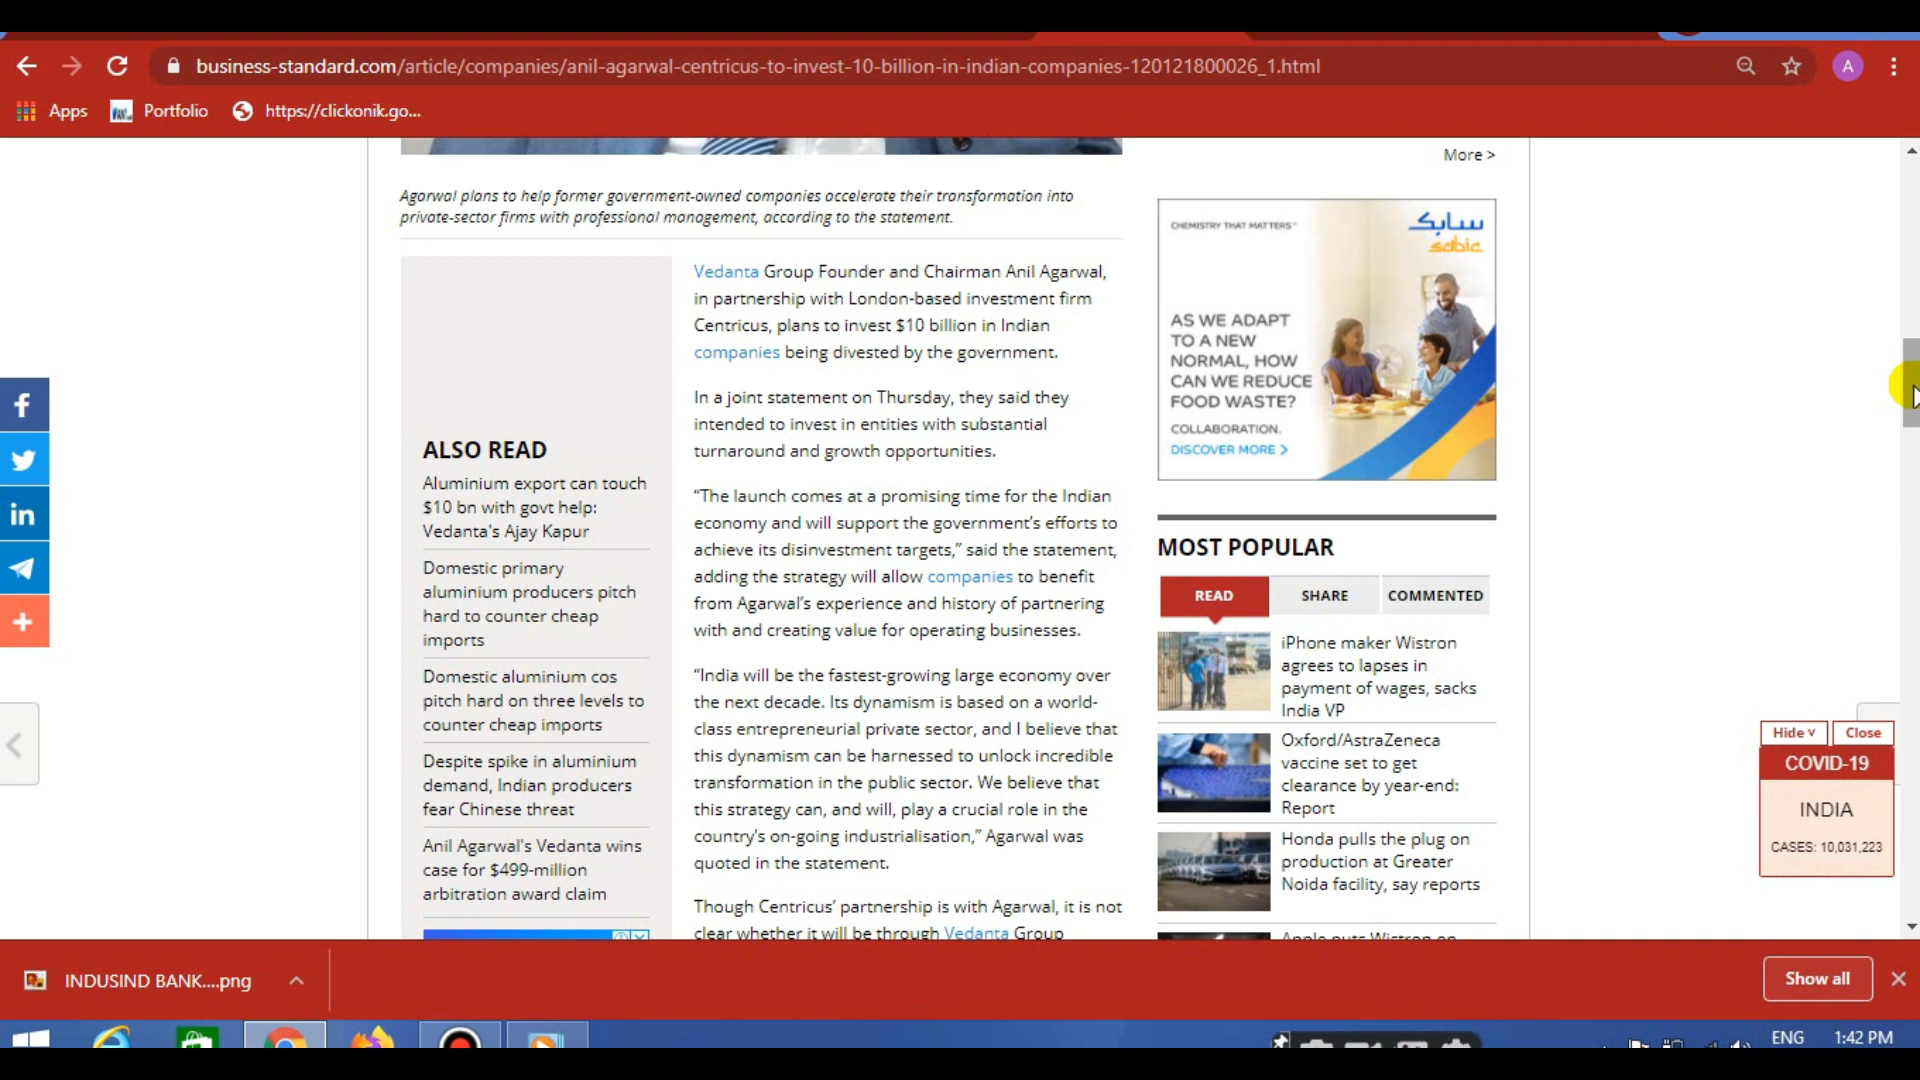 business-standard.com/article/companies/anil-agarwal-centricus-to-invest-10-billion-in-indian-companies-120121800026_1.html
A
Apps
Portfolio
https://clickonik.go...
More >
Agarwal plans to help former government-owned companies accelerate their transformation into
private-sector firms with professional management, according to the statement.
ALSO READ
Aluminium export can touch
$10 bn with govt help:
Vedanta's Ajay Kapur
Domestic primary
aluminium producers pitch
hard to counter cheap
imports
Domestic aluminium cos
pitch hard on three levels to
counter cheap imports
Despite spike in aluminium
demand, Indian producers
fear Chinese threat
Anil Agarwal's Vedanta wins
case for $499-million
arbitration award claim
Vedanta Group Founder and Chairman Anil Agarwal,
in partnership with London-based investment firm
Centricus, plans to invest $10 billion in Indian
companies being divested by the government.
In a joint statement on Thursday, they said they
intended to invest in entities with substantial
turnaround and growth opportunities.
“The launch comes at a promising time for the Indian
economy and will support the government’s efforts to
achieve its disinvestment targets,” said the statement,
adding the strategy will allow companies to benefit
from Agarwal’s experience and history of partnering
with and creating value for operating businesses.
“India will be the fastest-growing large economy over
the next decade. Its dynamism is based on a world-
class entrepreneurial private sector, and I believe that
this dynamism can be harnessed to unlock incredible
transformation in the public sector. We believe that
this strategy can, and will, play a crucial role in the
country’s on-going industrialisation,” Agarwal was
quoted in the statement.
Though Centricus’ partnership is with Agarwal, it is not
clear whether it will be through Vedanta Group
CHEMISTRY THAT MATTERS™
سابك
sabic
AS WE ADAPT
TO A NEW
NORMAL, HOW
CAN WE REDUCE
FOOD WASTE?
COLLABORATION.
DISCOVER MORE >
MOST POPULAR
READ
SHARE
COMMENTED
iPhone maker Wistron
agrees to lapses in
payment of wages, sacks
India VP
Oxford/AstraZeneca
vaccine set to get
clearance by year-end:
Report
Honda pulls the plug on
production at Greater
Noida facility, say reports
Apple puts Wistron on
Hide v
Close
COVID-19
INDIA
CASES: 10,031,223
INDUSIND BANK....png
Show all
ENG
1:42 PM